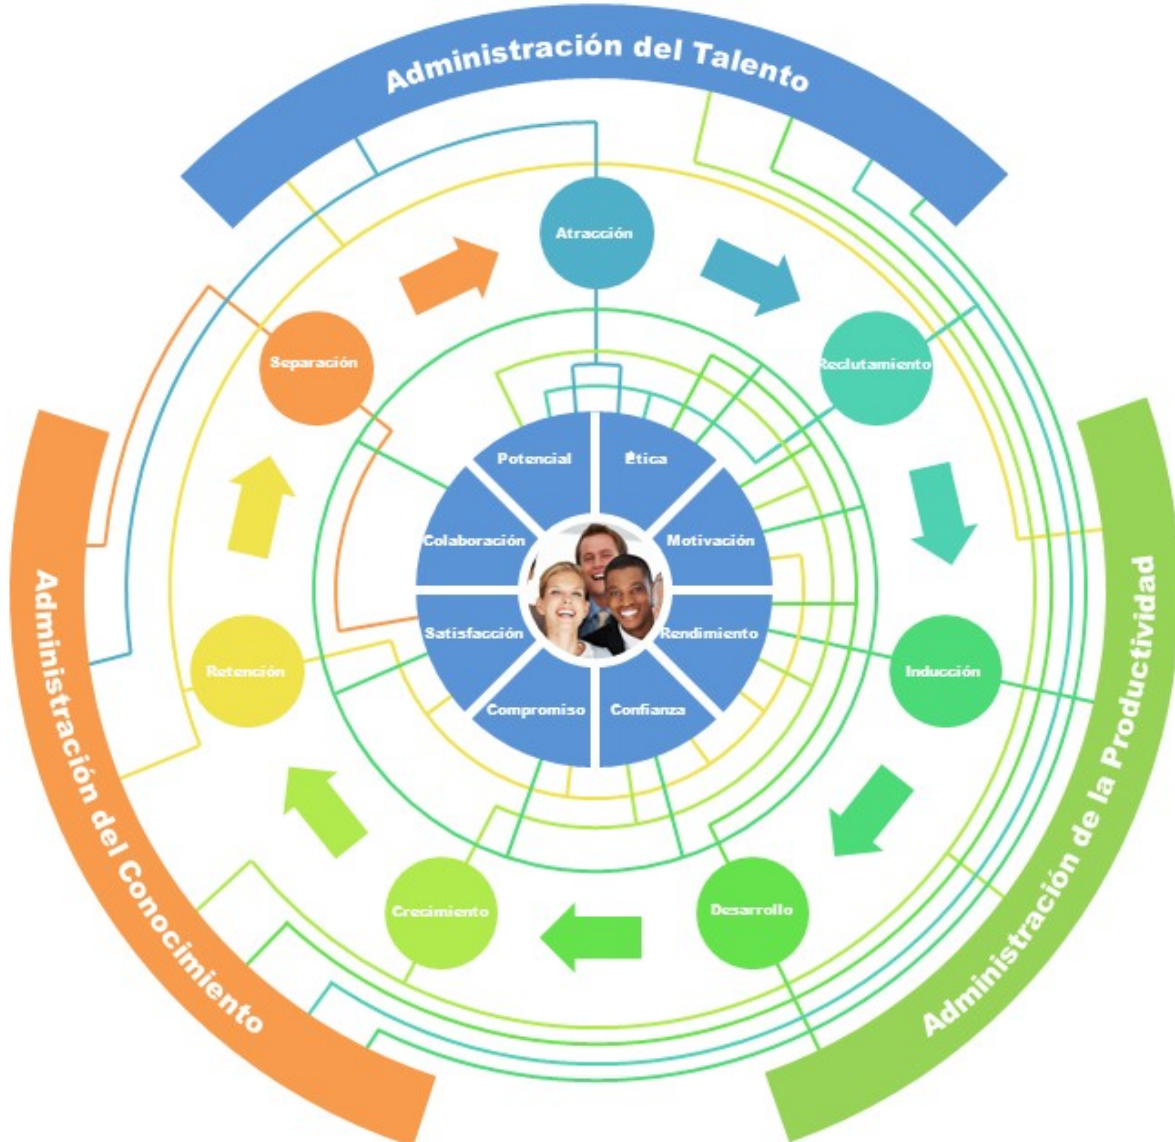 Administración del Talento
Atracción
Separación
Reclutamiento
Potencial
Ética
Colaboración
Motivación
Satisfacción
Rendimiento
Compromiso
Confianza
Retención
Inducción
Crecimiento
Desarrollo
Administración del Conocimiento
Administración de la Productividad